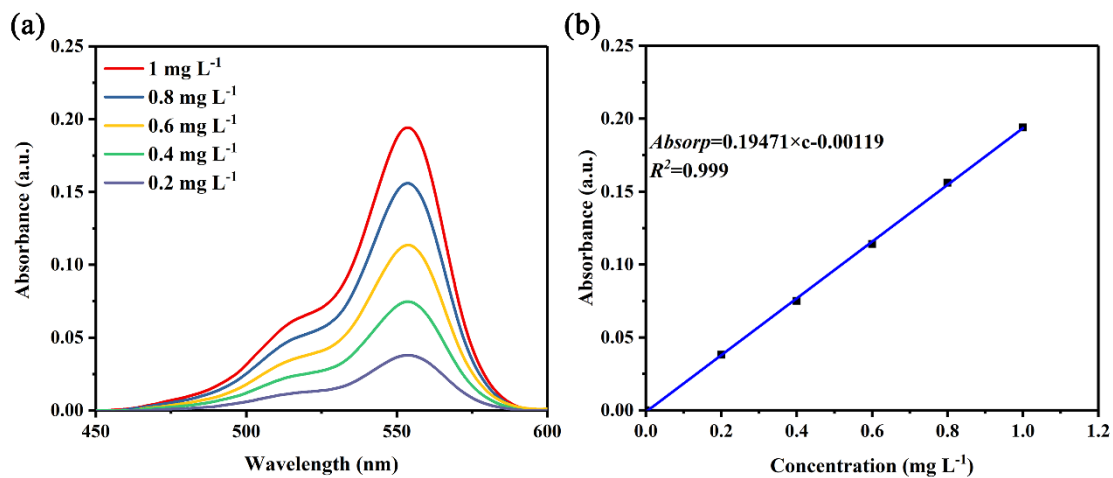 (a)
0.25
0.20
0.15
0.10
0.05
0.00
Absorbance (a.u.)
1 mg L⁻¹
0.8 mg L⁻¹
0.6 mg L⁻¹
0.4 mg L⁻¹
0.2 mg L⁻¹
450
500
550
600
Wavelength (nm)
(b)
0.25
0.20
0.15
0.10
0.05
0.00
Absorbance (a.u.)
Absorp=0.19471×c-0.00119
R²=0.999
0.0
0.2
0.4
0.6
0.8
1.0
1.2
Concentration (mg L⁻¹)